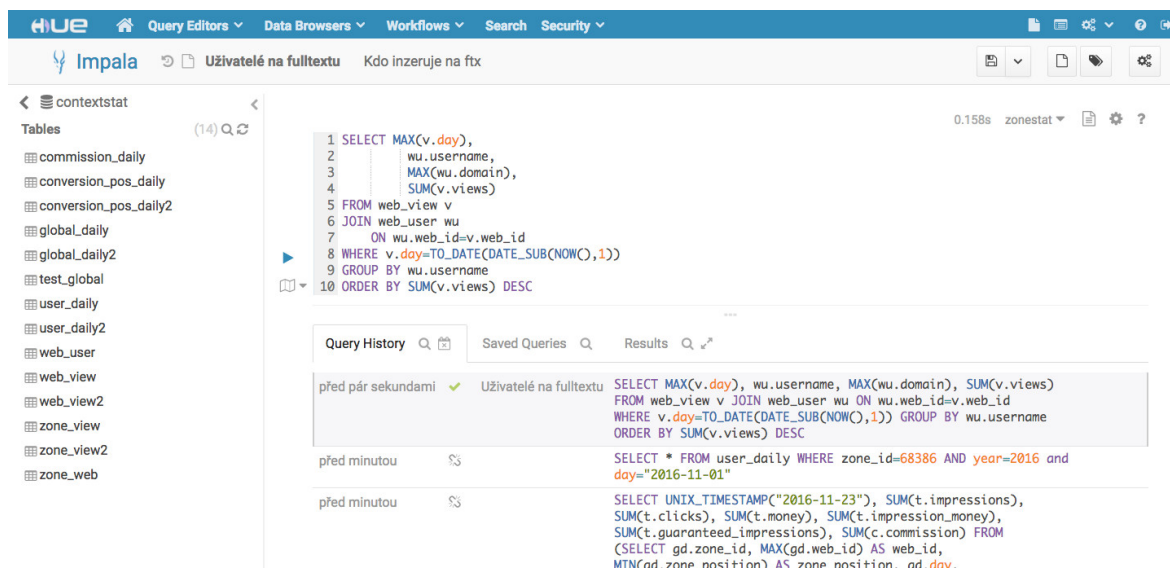 HUE Query Editors Data Browsers Workflows Search Security
Impala Uživatelé na fulltextu Kdo inzeruje na ftx
contextstat
Tables (14)
commission_daily
conversion_pos_daily
conversion_pos_daily2
global_daily
global_daily2
test_global
user_daily
user_daily2
web_user
web_view
web_view2
zone_view
zone_view2
zone_web
0.158s zonestat ?
1 SELECT MAX(v.day),
2 wu.username,
3 MAX(wu.domain),
4 SUM(v.views)
5 FROM web_view v
6 JOIN web_user wu
7 ON wu.web_id=v.web_id
8 WHERE v.day=TO_DATE(DATE_SUB(NOW(),1))
9 GROUP BY wu.username
10 ORDER BY SUM(v.views) DESC
Query History Saved Queries Results
před pár sekundami Uživatelé na fulltextu SELECT MAX(v.day), wu.username, MAX(wu.domain), SUM(v.views)
FROM web_view v JOIN web_user wu ON wu.web_id=v.web_id
WHERE v.day=TO_DATE(DATE_SUB(NOW(),1)) GROUP BY wu.username
ORDER BY SUM(v.views) DESC
před minutou SELECT * FROM user_daily WHERE zone_id=68386 AND year=2016 and
day="2016-11-01"
před minutou SELECT UNIX_TIMESTAMP("2016-11-23"), SUM(t.impressions),
SUM(t.clicks), SUM(t.money), SUM(t.impression_money),
SUM(t.guaranteed_impressions), SUM(c.commission) FROM
(SELECT gd.zone_id, MAX(gd.web_id) AS web_id,
MIN(gd.zone_position) AS zone_position, gd.day,